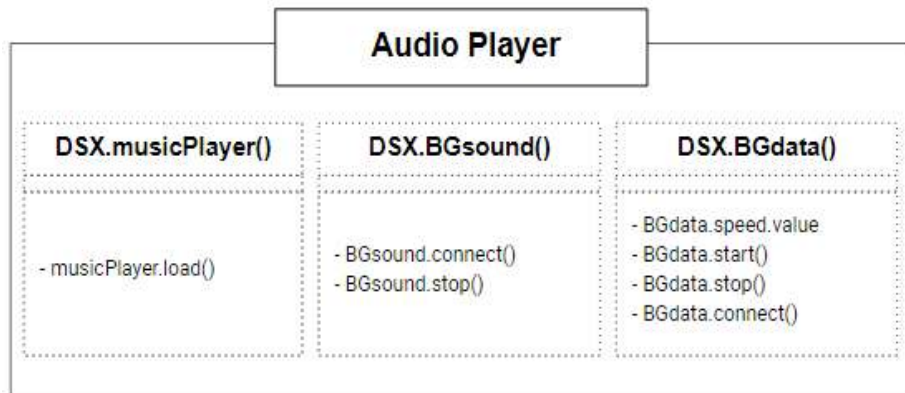 Audio Player
DSX.musicPlayer()
- musicPlayer.load()
DSX.BGsound()
- BGsound.connect()
- BGsound.stop()
DSX.BGdata()
- BGdata.speed.value
- BGdata.start()
- BGdata.stop()
- BGdata.connect()